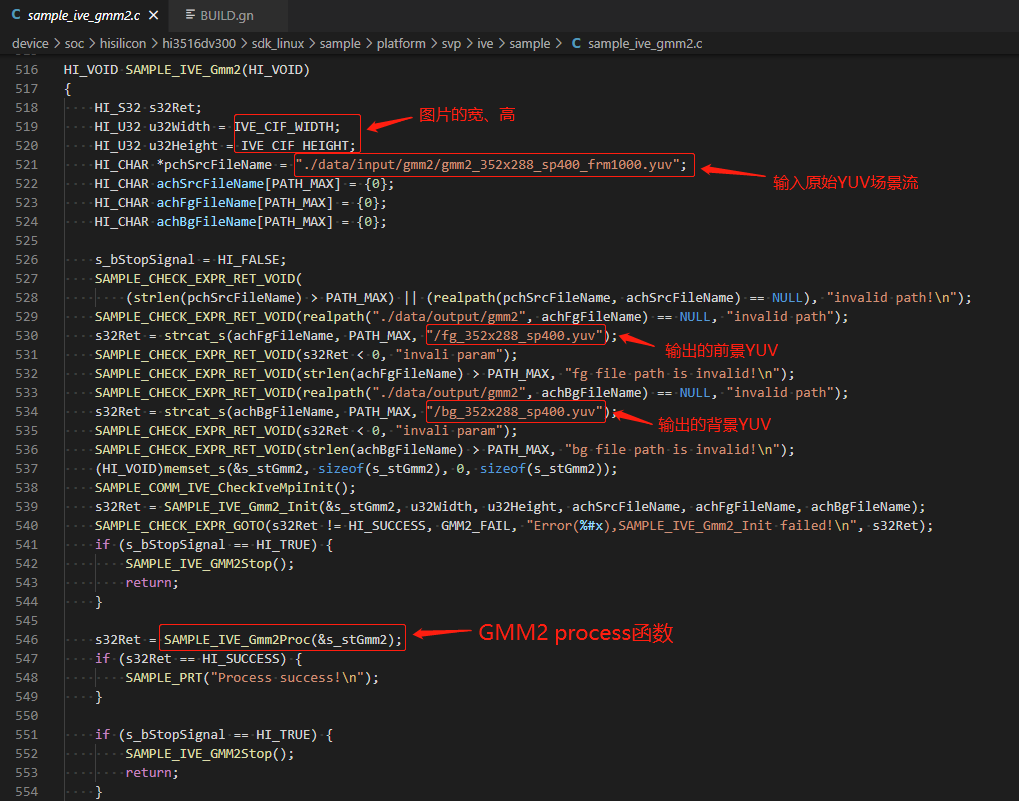 C sample_ive_gmm2.c × BUILD.gn
device > soc > hisilicon > hi3516dv300 > sdk_linux > sample > platform > svp > ive > sample > C sample_ive_gmm2.c
516 HI_VOID SAMPLE_IVE_Gmm2(HI_VOID)
517 {
518 HI_S32 s32Ret;
519 HI_U32 u32Width = IVE_CIF_WIDTH; 图片的宽、高
520 HI_U32 u32Height = IVE_CIF_HEIGHT;
521 HI_CHAR *pchSrcFileName = "./data/input/gmm2/gmm2_352x288_sp400_frm1000.yuv"; 输入原始YUV场景流
522 HI_CHAR achSrcFileName[PATH_MAX] = {0};
523 HI_CHAR achFgFileName[PATH_MAX] = {0};
524 HI_CHAR achBgFileName[PATH_MAX] = {0};
525
526 s_bStopSignal = HI_FALSE;
527 SAMPLE_CHECK_EXPR_RET_VOID(
528 (strlen(pchSrcFileName) > PATH_MAX) || (realpath(pchSrcFileName, achSrcFileName) == NULL), "invalid path!\n");
529 SAMPLE_CHECK_EXPR_RET_VOID(realpath("./data/output/gmm2", achFgFileName) == NULL, "invalid path");
530 s32Ret = strcat_s(achFgFileName, PATH_MAX, "/fg_352x288_sp400.yuv"); 输出的前景YUV
531 SAMPLE_CHECK_EXPR_RET_VOID(s32Ret < 0, "invali param");
532 SAMPLE_CHECK_EXPR_RET_VOID(strlen(achFgFileName) > PATH_MAX, "fg file path is invalid!\n");
533 SAMPLE_CHECK_EXPR_RET_VOID(realpath("./data/output/gmm2", achBgFileName) == NULL, "invalid path");
534 s32Ret = strcat_s(achBgFileName, PATH_MAX, "/bg_352x288_sp400.yuv"); 输出的背景YUV
535 SAMPLE_CHECK_EXPR_RET_VOID(s32Ret < 0, "invali param");
536 SAMPLE_CHECK_EXPR_RET_VOID(strlen(achBgFileName) > PATH_MAX, "bg file path is invalid!\n");
537 (HI_VOID)memset_s(&s_stGmm2, sizeof(s_stGmm2), 0, sizeof(s_stGmm2));
538 SAMPLE_COMM_IVE_CheckIveMpiInit();
539 s32Ret = SAMPLE_IVE_Gmm2_Init(&s_stGmm2, u32Width, u32Height, achSrcFileName, achFgFileName, achBgFileName);
540 SAMPLE_CHECK_EXPR_GOTO(s32Ret != HI_SUCCESS, GMM2_FAIL, "Error(%#x),SAMPLE_IVE_Gmm2_Init failed!\n", s32Ret);
541 if (s_bStopSignal == HI_TRUE) {
542 SAMPLE_IVE_GMM2Stop();
543 return;
544 }
545
546 s32Ret = SAMPLE_IVE_Gmm2Proc(&s_stGmm2); GMM2 process函数
547 if (s32Ret == HI_SUCCESS) {
548 SAMPLE_PRT("Process success!\n");
549 }
550
551 if (s_bStopSignal == HI_TRUE) {
552 SAMPLE_IVE_GMM2Stop();
553 return;
554 }